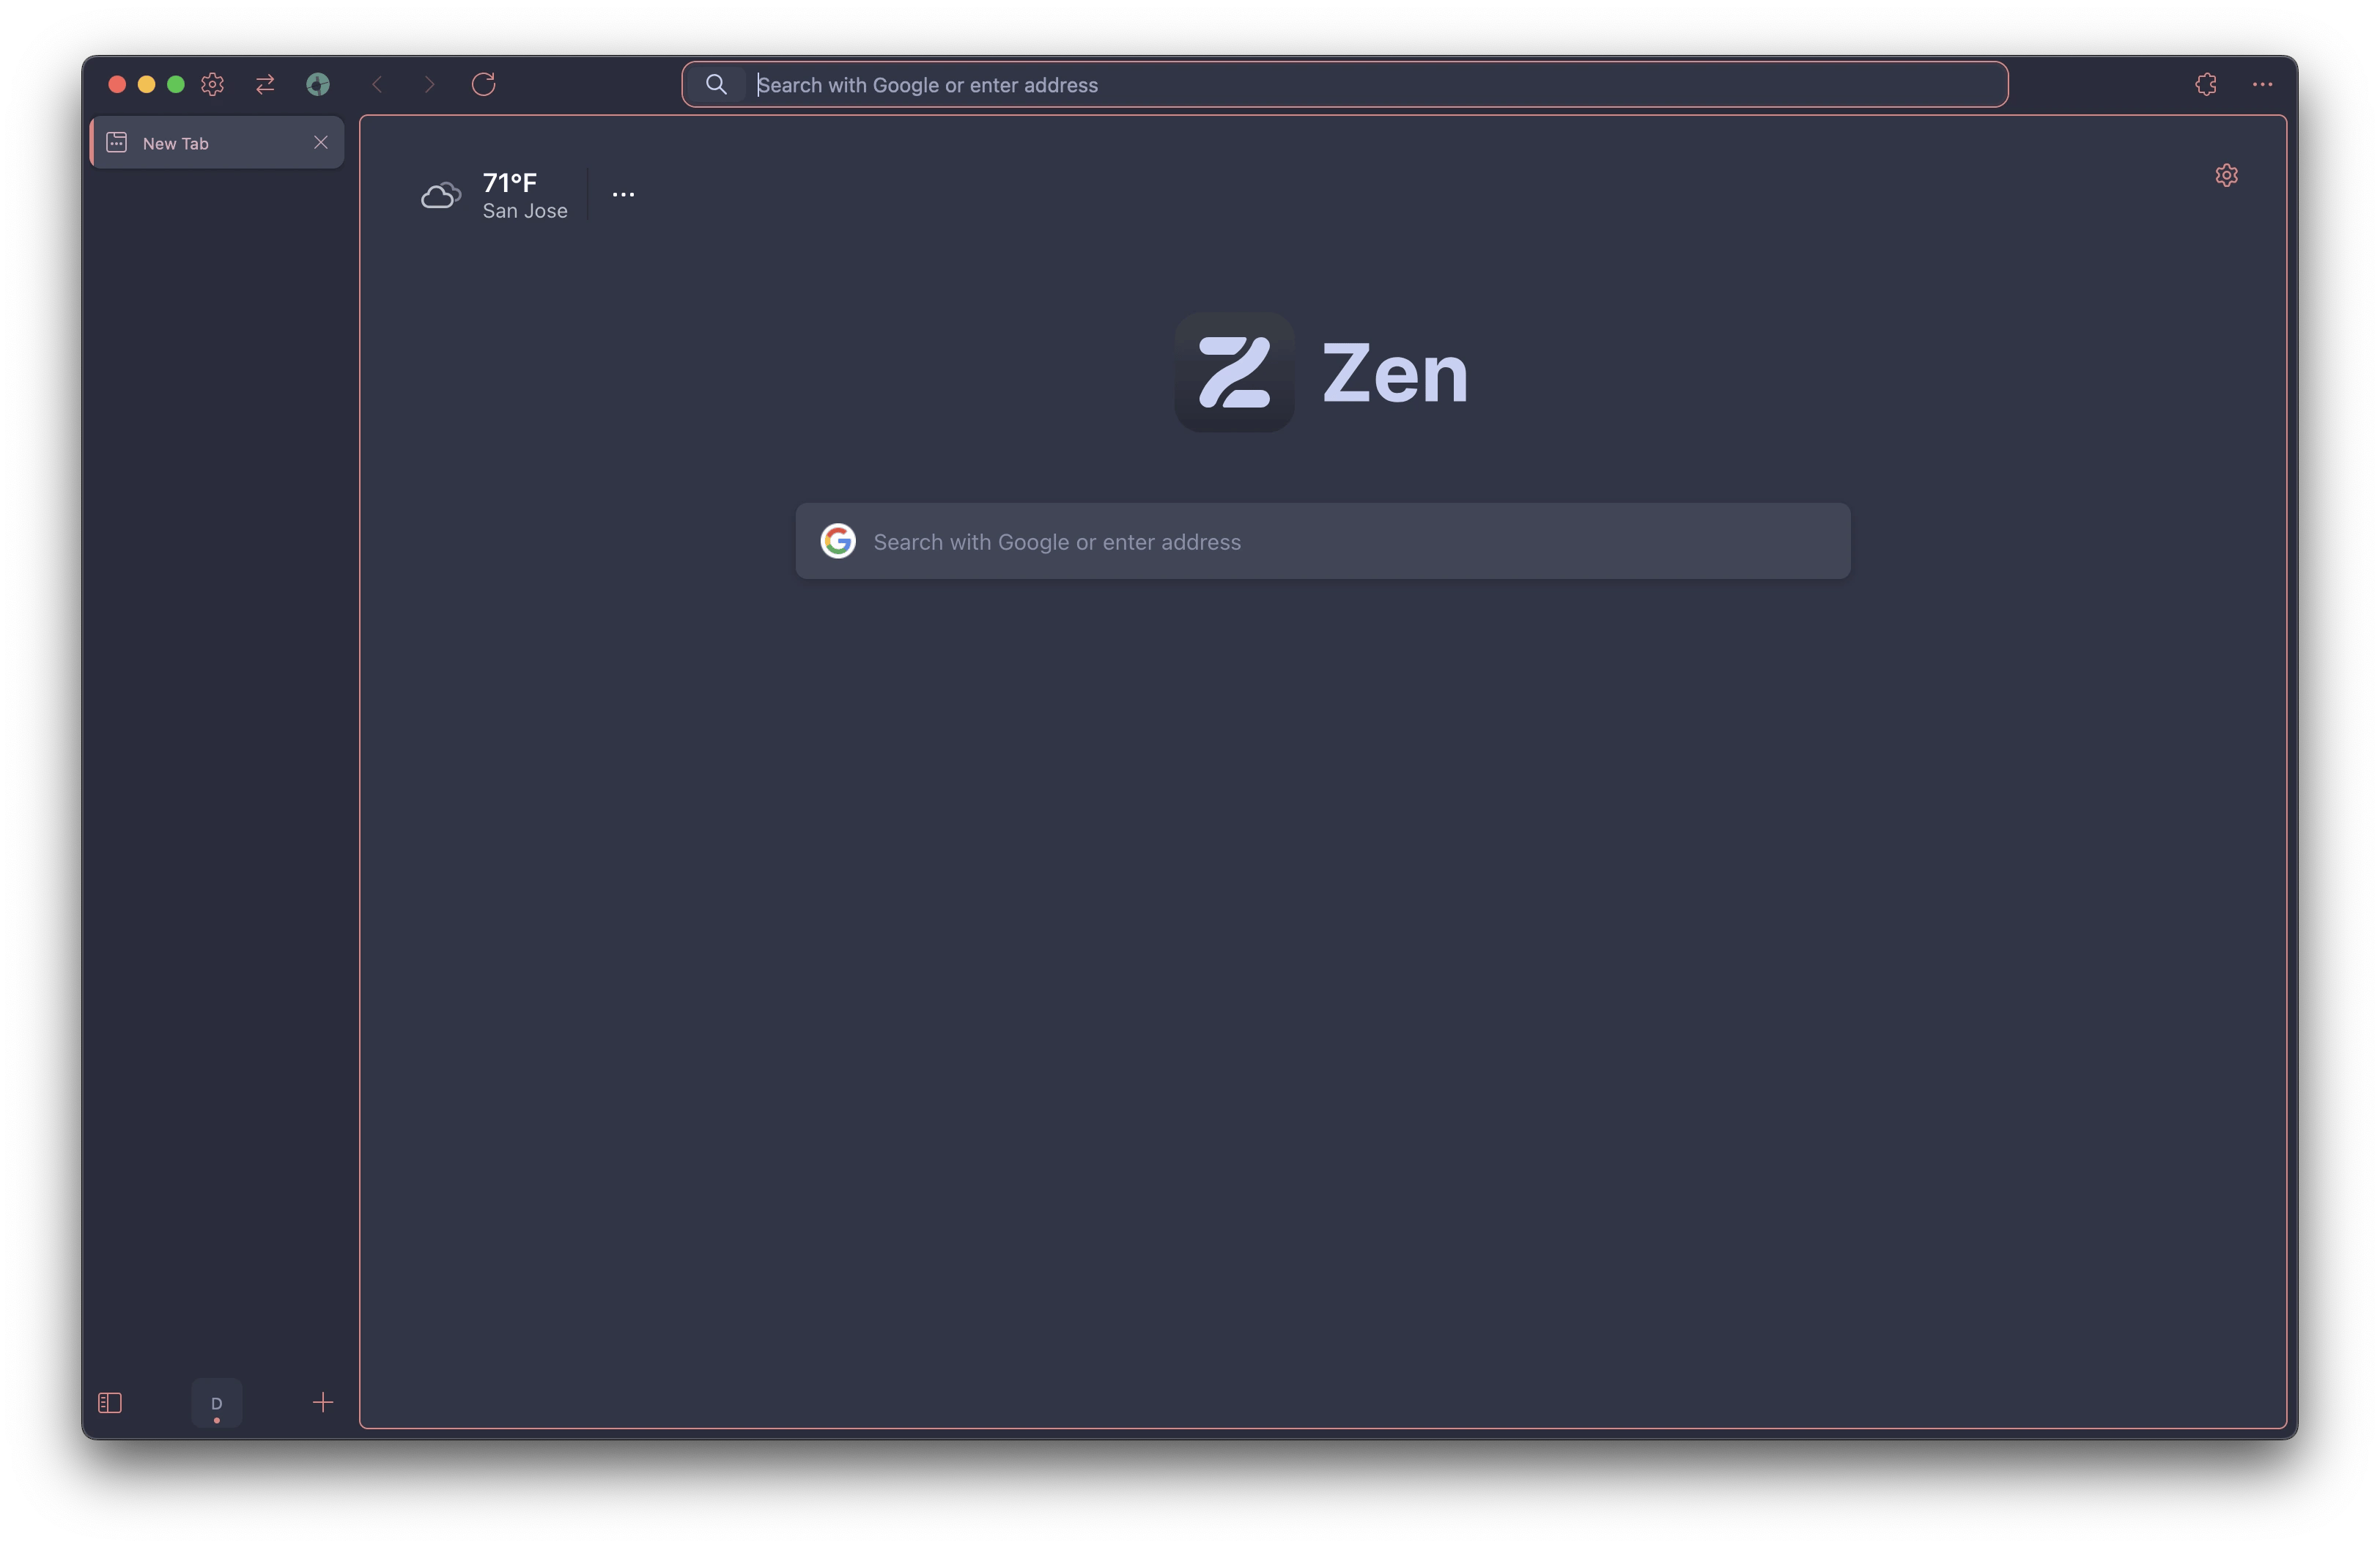 Search with Google or enter address
New Tab
71°F
San Jose
Zen
Search with Google or enter address
D